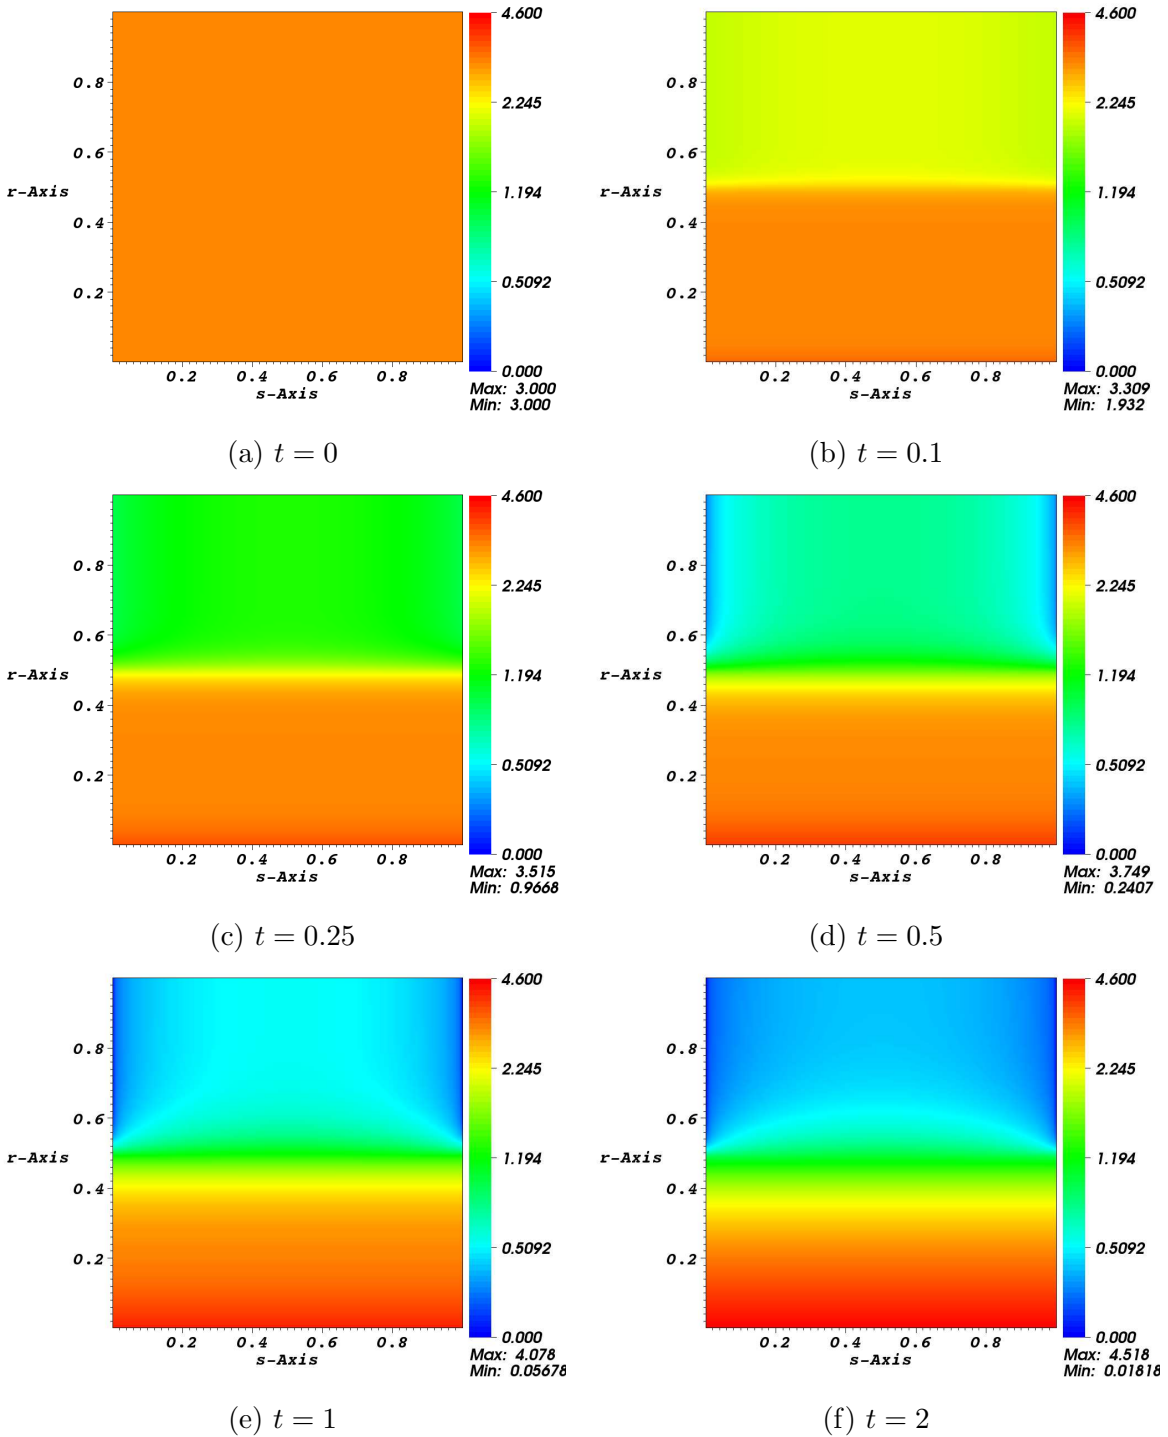 4.600
0.8
2.245
0.6
r-Axis
1.194
0.4
0.5092
0.2
0.000
0.2 0.4 0.6 0.8
s-Axis
Max: 3.000
Min: 3.000
(a) t = 0
4.600
0.8
2.245
0.6
r-Axis
1.194
0.4
0.5092
0.2
0.000
0.2 0.4 0.6 0.8
s-Axis
Max: 3.309
Min: 1.932
(b) t = 0.1
4.600
0.8
2.245
0.6
r-Axis
1.194
0.4
0.5092
0.2
0.000
0.2 0.4 0.6 0.8
s-Axis
Max: 3.515
Min: 0.9668
(c) t = 0.25
4.600
0.8
2.245
0.6
r-Axis
1.194
0.4
0.5092
0.2
0.000
0.2 0.4 0.6 0.8
s-Axis
Max: 3.749
Min: 0.2407
(d) t = 0.5
4.600
0.8
2.245
0.6
r-Axis
1.194
0.4
0.5092
0.2
0.000
0.2 0.4 0.6 0.8
s-Axis
Max: 4.078
Min: 0.05678
(e) t = 1
4.600
0.8
2.245
0.6
r-Axis
1.194
0.4
0.5092
0.2
0.000
0.2 0.4 0.6 0.8
s-Axis
Max: 4.518
Min: 0.01818
(f) t = 2